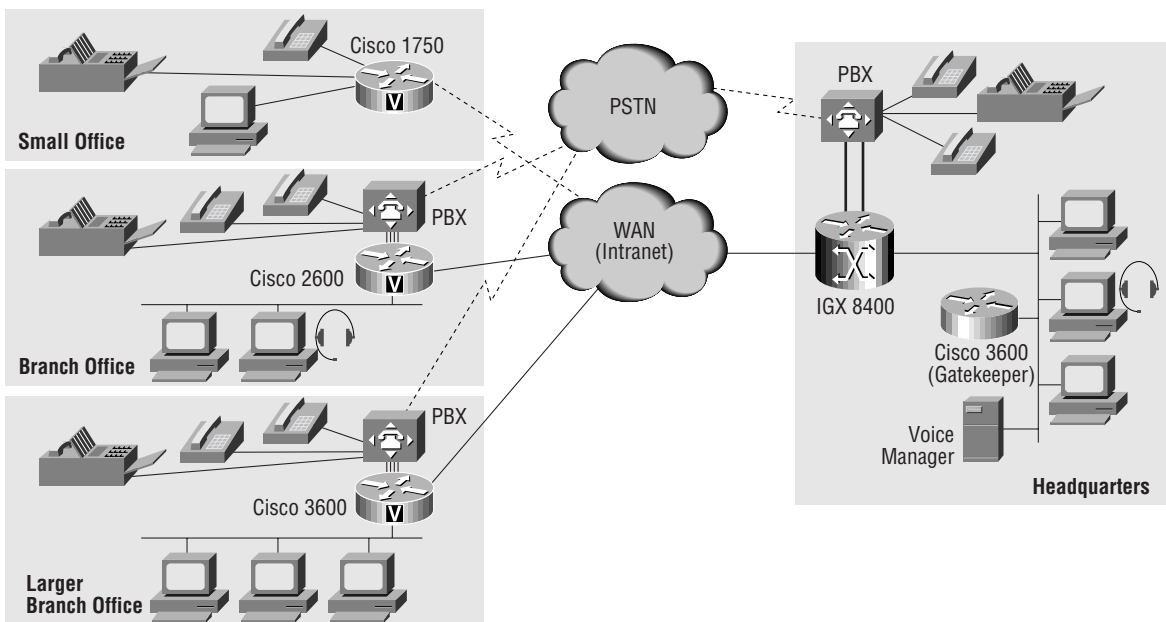 Cisco 1750
V
Small Office
PBX
Cisco 2600
V
Branch Office
PBX
Cisco 3600
V
Larger
Branch Office
PSTN
WAN
(Intranet)
PBX
IGX 8400
Cisco 3600
(Gatekeeper)
Voice
Manager
Headquarters